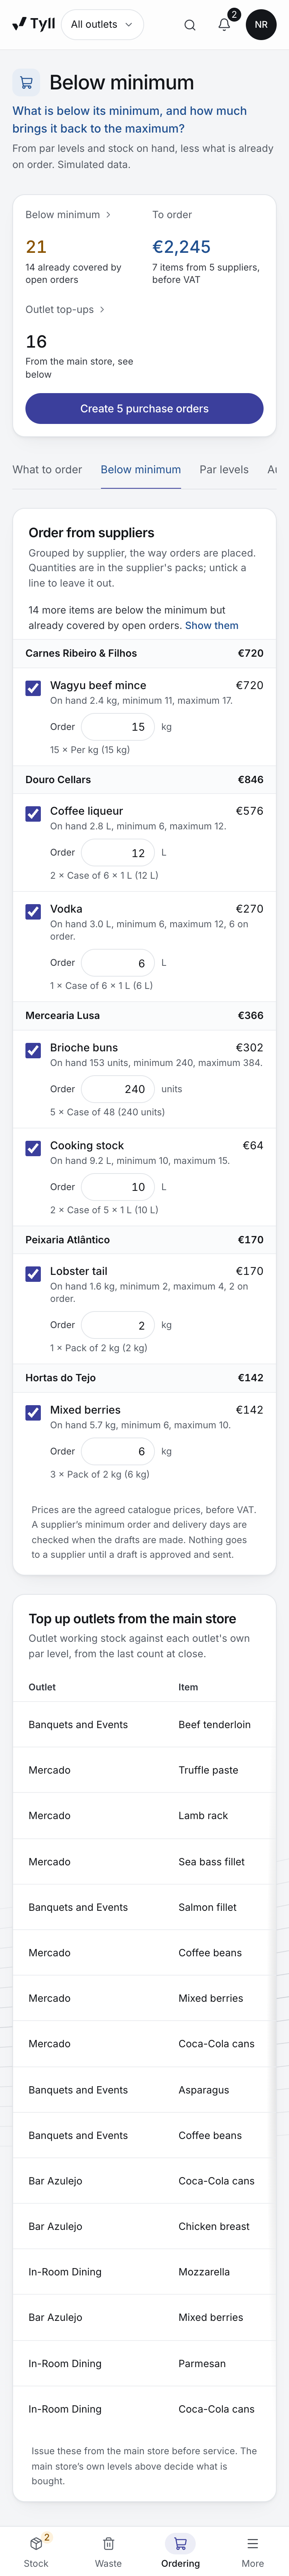 Tyll
All outlets
2
NR
Below minimum
What is below its minimum, and how much
brings it back to the maximum?
From par levels and stock on hand, less what is already
on order. Simulated data.
Below minimum
21
14 already covered by
open orders
To order
€2,245
7 items from 5 suppliers,
before VAT
Outlet top-ups
16
From the main store, see
below
Create 5 purchase orders
What to order Below minimum Par levels
Order from suppliers
Grouped by supplier, the way orders are placed.
Quantities are in the supplier's packs; untick a
line to leave it out.
14 more items are below the minimum but
already covered by open orders. Show them
Carnes Ribeiro & Filhos €720
Wagyu beef mince €720
On hand 2.4 kg, minimum 11, maximum 17.
Order 15 kg
15 × Per kg (15 kg)
Douro Cellars €846
Coffee liqueur €576
On hand 2.8 L, minimum 6, maximum 12.
Order 12 L
2 × Case of 6 × 1 L (12 L)
Vodka €270
On hand 3.0 L, minimum 6, maximum 12, 6 on
order.
Order 6 L
1 × Case of 6 × 1 L (6 L)
Mercearia Lusa €366
Brioche buns €302
On hand 153 units, minimum 240, maximum 384.
Order 240 units
5 × Case of 48 (240 units)
Cooking stock €64
On hand 9.2 L, minimum 10, maximum 15.
Order 10 L
2 × Case of 5 × 1 L (10 L)
Peixaria Atlântico €170
Lobster tail €170
On hand 1.6 kg, minimum 2, maximum 4, 2 on
order.
Order 2 kg
1 × Pack of 2 kg (2 kg)
Hortas do Tejo €142
Mixed berries €142
On hand 5.7 kg, minimum 6, maximum 10.
Order 6 kg
3 × Pack of 2 kg (6 kg)
Prices are the agreed catalogue prices, before VAT.
A supplier's minimum order and delivery days are
checked when the drafts are made. Nothing goes
to a supplier until a draft is approved and sent.
Top up outlets from the main store
Outlet working stock against each outlet's own
par level, from the last count at close.
Outlet Item
Banquets and Events Beef tenderloin
Mercado Truffle paste
Mercado Lamb rack
Mercado Sea bass fillet
Banquets and Events Salmon fillet
Mercado Coffee beans
Mercado Mixed berries
Mercado Coca-Cola cans
Banquets and Events Asparagus
Banquets and Events Coffee beans
Bar Azulejo Coca-Cola cans
Bar Azulejo Chicken breast
In-Room Dining Mozzarella
Bar Azulejo Mixed berries
In-Room Dining Parmesan
In-Room Dining Coca-Cola cans
Issue these from the main store before service. The
main store's own levels above decide what is
bought.
2
Stock Waste Ordering More